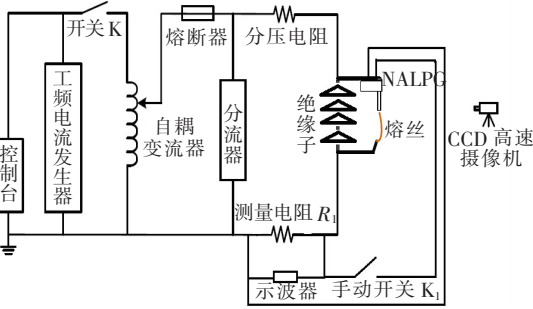 开关 K
熔断器
分压电阻
NALPG
工频电流发生器
自耦
变流器
分流器
绝缘子
熔丝
CCD 高速
摄像机
控制台
测量电阻 R₁
示波器
手动开关 K₁